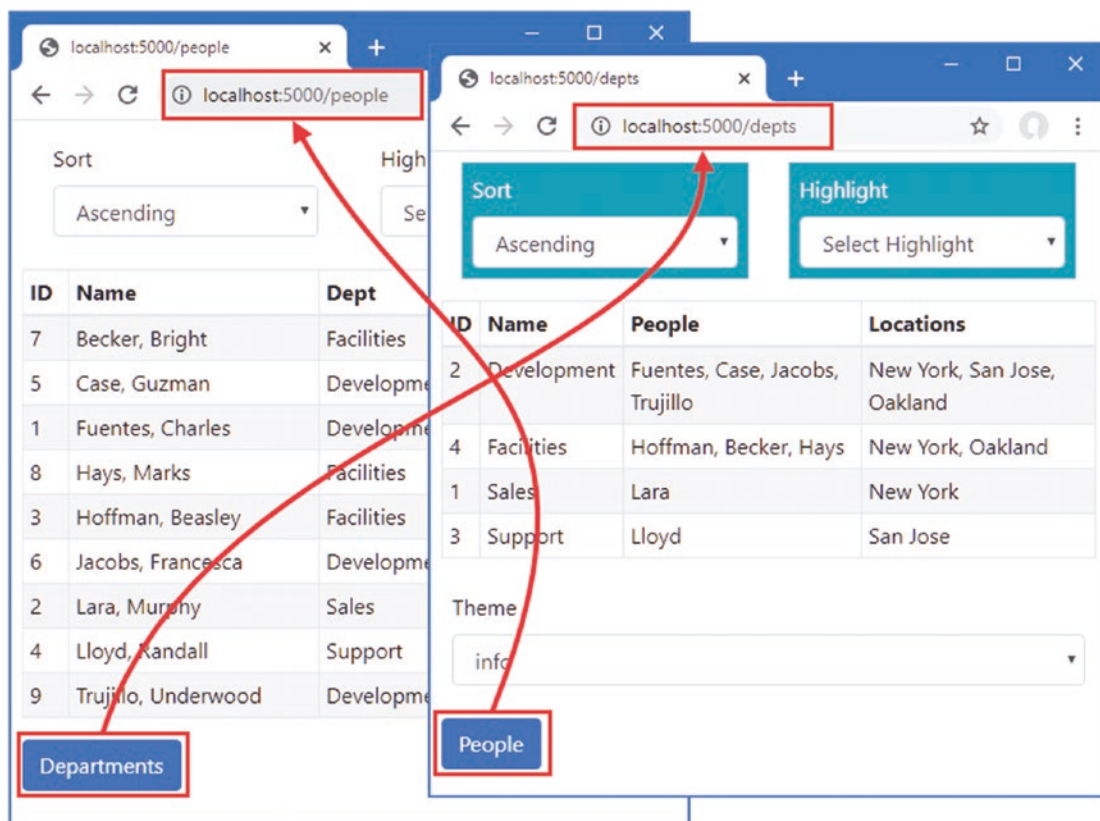 localhost:5000/people
localhost:5000/people
Sort
High
Ascending
Se
ID Name Dept
7 Becker, Bright Facilities
5 Case, Guzman Developme
1 Fuentes, Charles Developme
8 Hays, Marks Facilities
3 Hoffman, Beasley Facilities
6 Jacobs, Francesca Developme
2 Lara, Murphy Sales
4 Lloyd, Randall Support
9 Trujillo, Underwood Developme
Departments
localhost:5000/depts
localhost:5000/depts
Sort Highlight
Ascending Select Highlight
ID Name People Locations
2 Development Fuentes, Case, Jacobs, New York, San Jose,
Trujillo Oakland
4 Facilities Hoffman, Becker, Hays New York, Oakland
1 Sales Lara New York
3 Support Lloyd San Jose
Theme
info
People